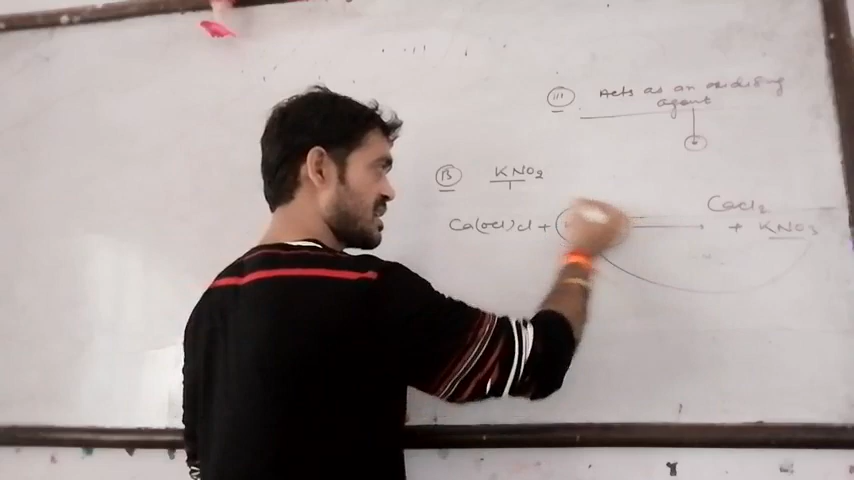 (iii) Acts as an oxidising
agent
(B) KNO2
Ca(OCl)Cl + → CaCl2
+ KNO3